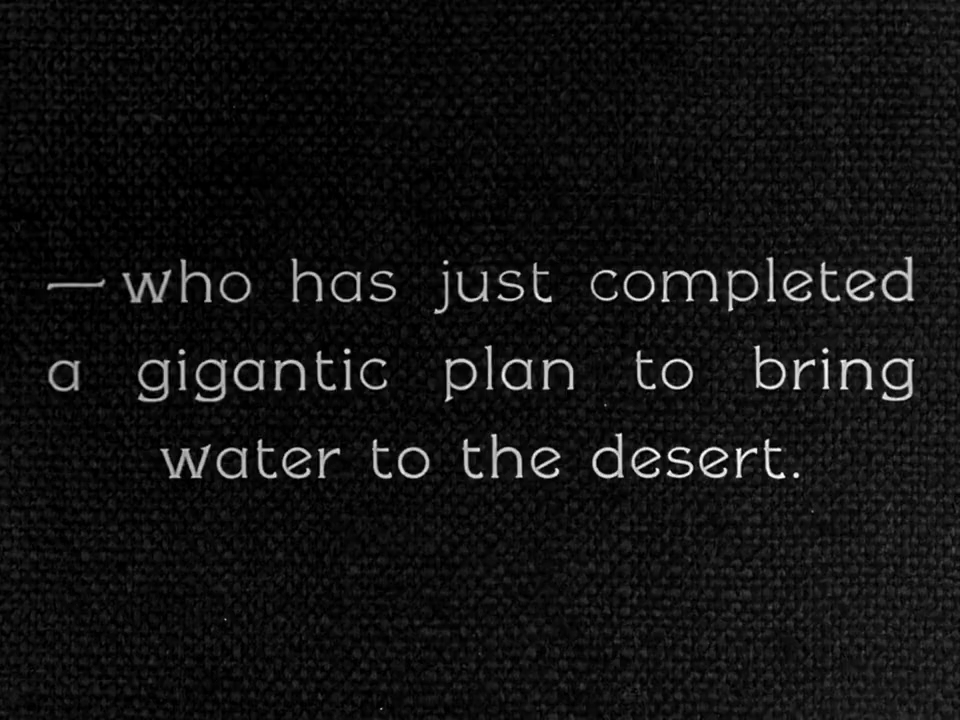 — who has just completed
a gigantic plan to bring
water to the desert.